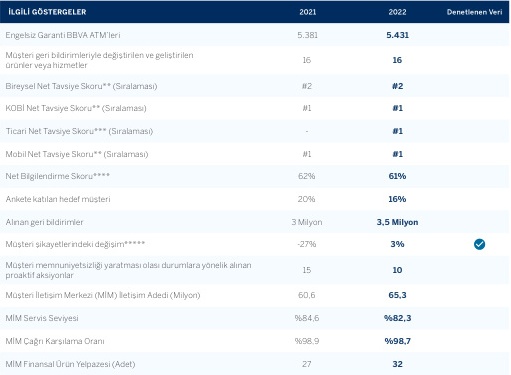 İLGİLİ GÖSTERGELER 2021 2022 Denetlenen Veri
Engelsiz Garanti BBVA ATM'leri 5.381 5.431
Müşteri geri bildirimleriyle değiştirilen ve geliştirilen
ürünler veya hizmetler 16 16
Bireysel Net Tavsiye Skoru** (Sıralaması) #2 #2
KOBİ Net Tavsiye Skoru** (Sıralaması) #1 #1
Ticari Net Tavsiye Skoru*** (Sıralaması) - #1
Mobil Net Tavsiye Skoru** (Sıralaması) #1 #1
Net Bilgilendirme Skoru**** 62% 61%
Ankete katılan hedef müşteri 20% 16%
Alınan geri bildirimler 3 Milyon 3,5 Milyon
Müşteri şikayetlerindeki değişim***** -27% 3%
Müşteri memnuniyetsizliği yaratması olası durumlara yönelik alınan
proaktif aksiyonlar 15 10
Müşteri İletişim Merkezi (MİM) İletişim Adedi (Milyon) 60,6 65,3
MİM Servis Seviyesi %84,6 %82,3
MİM Çağrı Karşılama Oranı %98,9 %98,7
MİM Finansal Ürün Yelpazesi (Adet) 27 32